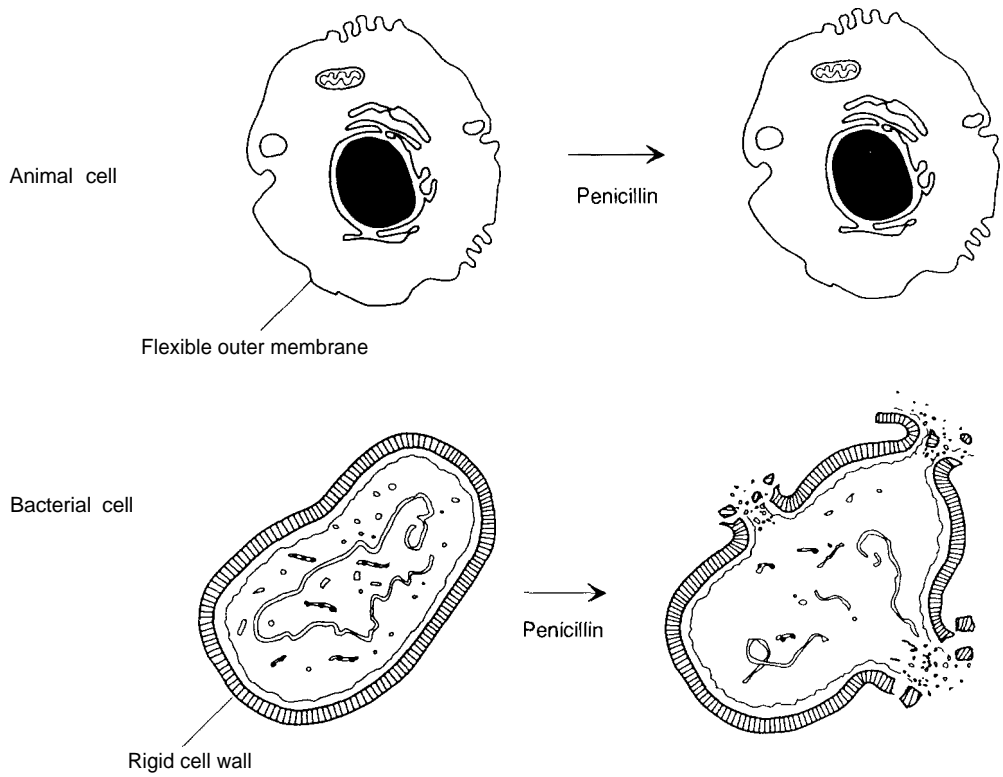 Animal cell
Penicillin
Flexible outer membrane
Bacterial cell
Penicillin
Rigid cell wall